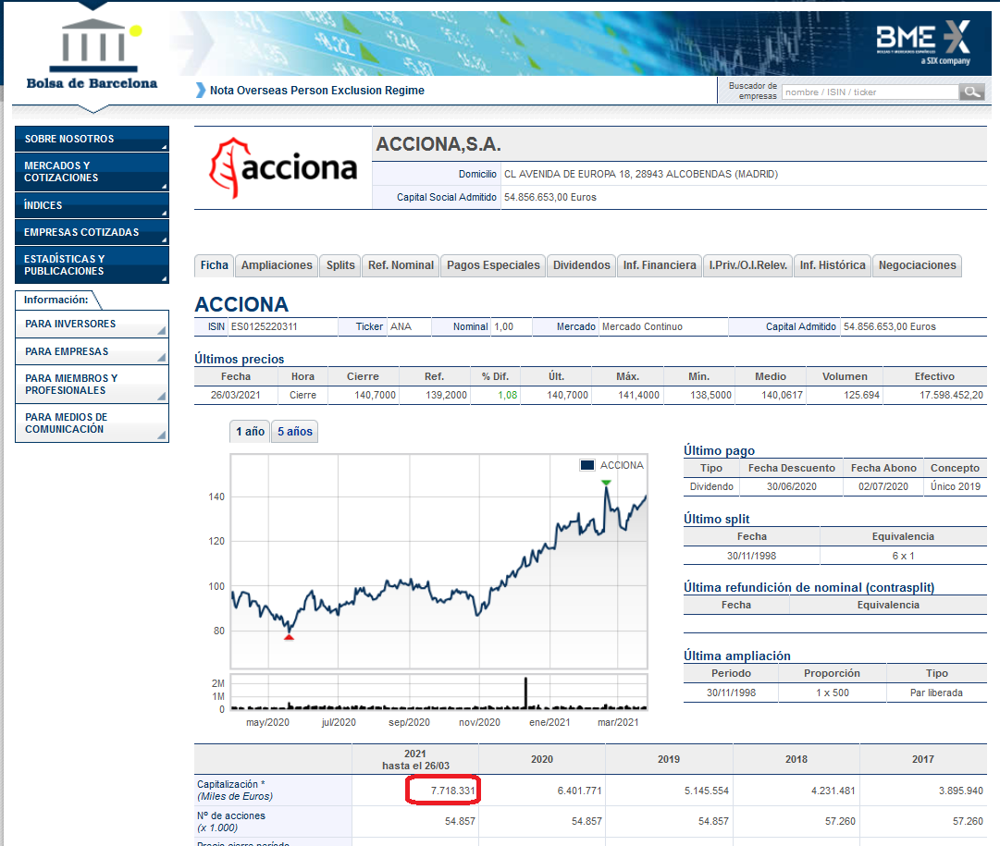 Bolsa de Barcelona
BME X
BOLSAS Y MERCADOS ESPAÑOLES
a SIX company
Nota Overseas Person Exclusion Regime
Buscador de empresas
nombre / ISIN / ticker
SOBRE NOSOTROS
MERCADOS Y
COTIZACIONES
ÍNDICES
EMPRESAS COTIZADAS
ESTADÍSTICAS Y
PUBLICACIONES
Información:
PARA INVERSORES
PARA EMPRESAS
PARA MIEMBROS Y
PROFESIONALES
PARA MEDIOS DE
COMUNICACIÓN
acciona
ACCIONA,S.A.
Domicilio CL AVENIDA DE EUROPA 18, 28943 ALCOBENDAS (MADRID)
Capital Social Admitido 54.856.653,00 Euros
Ficha Ampliaciones Splits Ref. Nominal Pagos Especiales Dividendos Inf. Financiera I.Priv./O.I.Relev. Inf. Histórica Negociaciones
ACCIONA
ISIN ES0125220311 Ticker ANA Nominal 1,00 Mercado Mercado Continuo Capital Admitido 54.856.653,00 Euros
Últimos precios
Fecha Hora Cierre Ref. % Dif. Últ. Máx. Mín. Medio Volumen Efectivo
26/03/2021 Cierre 140,7000 139,2000 1,08 140,7000 141,4000 138,5000 140,0617 125.694 17.598.452,20
1 año 5 años
ACCIONA
140
120
100
80
2M
1M
0
may/2020 jul/2020 sep/2020 nov/2020 ene/2021 mar/2021
Último pago
Tipo Fecha Descuento Fecha Abono Concepto
Dividendo 30/06/2020 02/07/2020 Único 2019
Último split
Fecha Equivalencia
30/11/1998 6 x 1
Última refundición de nominal (contrasplit)
Fecha Equivalencia
Última ampliación
Periodo Proporción Tipo
30/11/1998 1 x 500 Par liberada
2021
hasta el 26/03 2020 2019 2018 2017
Capitalización *
(Miles de Euros) 7.718.331 6.401.771 5.145.554 4.231.481 3.895.940
Nº de acciones
(x 1.000) 54.857 54.857 54.857 57.260 57.260
Precio cierre período